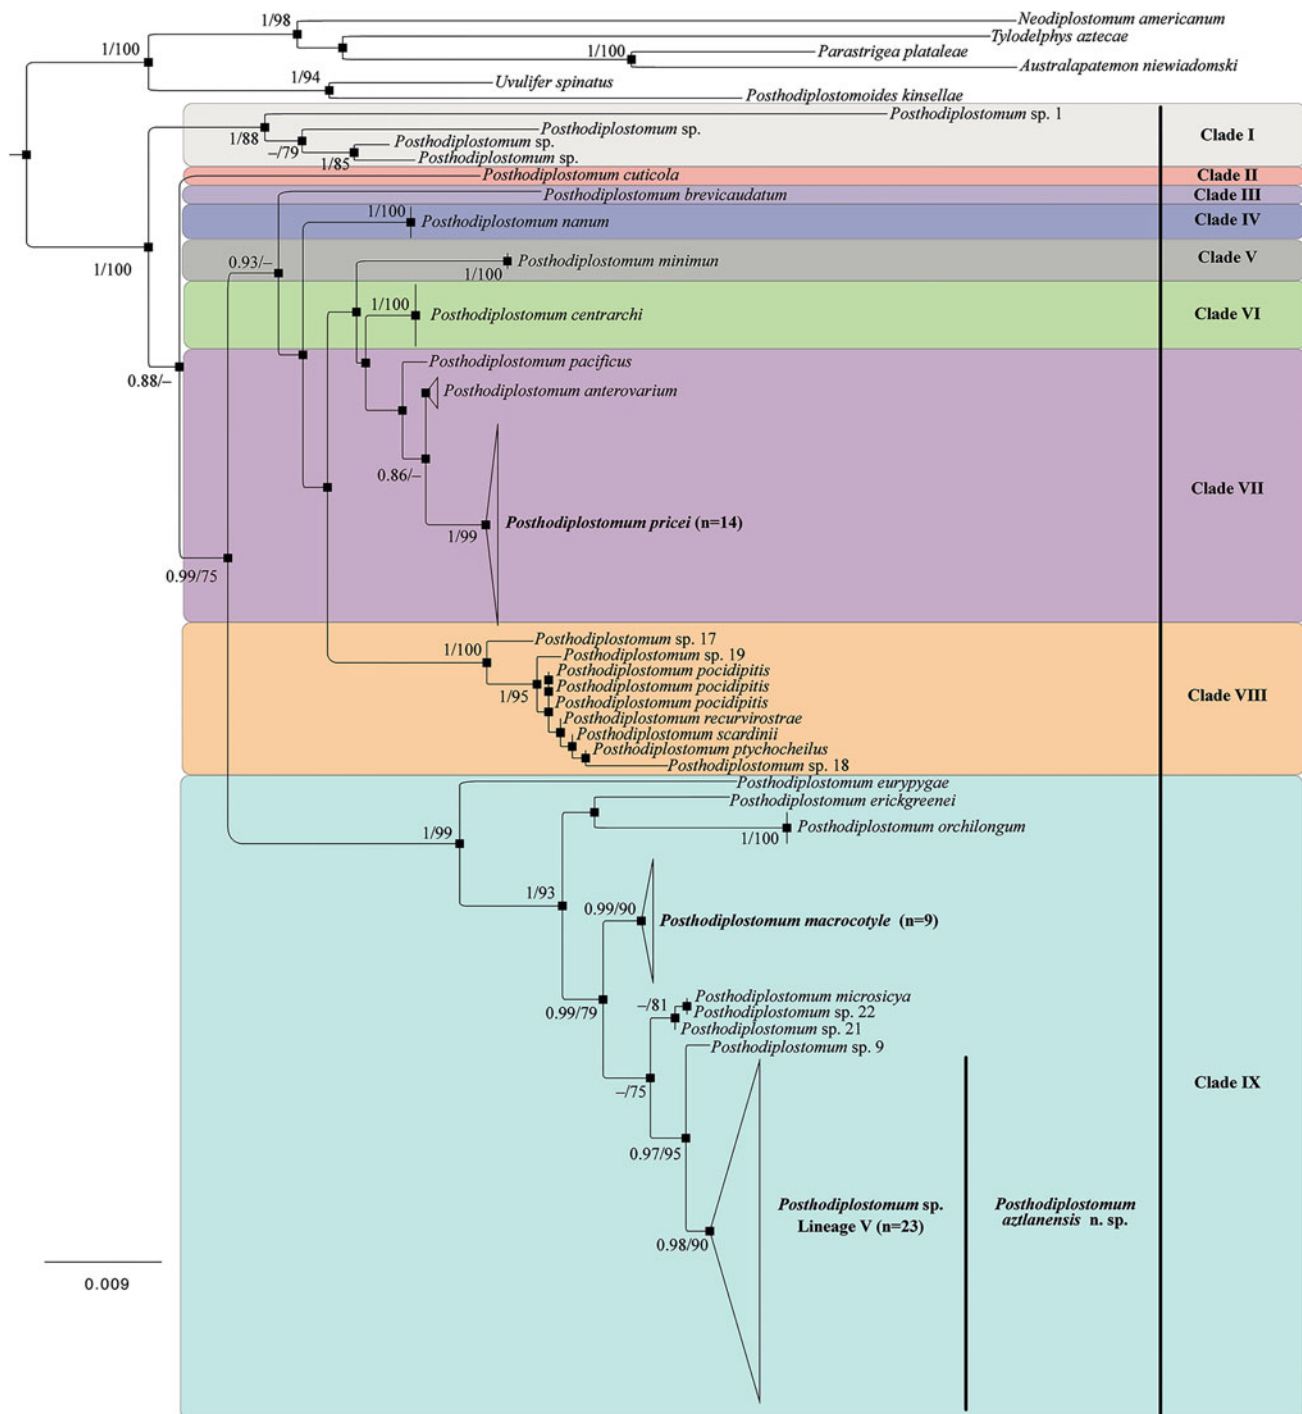 1/98
Neodiplostomum americanum
Tylodelphys aztecae
1/100
1/100
Parastrigea plataleae
Australapatemon niewiadomski
1/94
Uvulifer spinatus
Posthodiplostomoides kinsellae
Posthodiplostomum sp. 1
Clade I
1/88
Posthodiplostomum sp.
–/79
Posthodiplostomum sp.
1/85
Posthodiplostomum sp.
Posthodiplostomum cuticola
Clade II
Posthodiplostomum brevicaudatum
Clade III
1/100
Posthodiplostomum nanum
Clade IV
1/100
0.93/–
Posthodiplostomum minimun
Clade V
1/100
1/100
Posthodiplostomum centrarchi
Clade VI
Posthodiplostomum pacificus
0.88/–
Posthodiplostomum anterovarium
0.86/–
Clade VII
Posthodiplostomum pricei (n=14)
1/99
0.99/75
Posthodiplostomum sp. 17
1/100
Posthodiplostomum sp. 19
Posthodiplostomum pocidipitis
Posthodiplostomum pocidipitis
1/95
Posthodiplostomum pocidipitis
Clade VIII
Posthodiplostomum recurvirostrae
Posthodiplostomum scardinii
Posthodiplostomum ptychocheilus
Posthodiplostomum sp. 18
Posthodiplostomum eurypygae
Posthodiplostomum erickgreenei
1/99
Posthodiplostomum orchilongum
1/100
1/93
0.99/90
Posthodiplostomum macrocotyle (n=9)
0.99/79
–/81
Posthodiplostomum microsicya
Posthodiplostomum sp. 22
Posthodiplostomum sp. 21
Posthodiplostomum sp. 9
–/75
Clade IX
0.97/95
Posthodiplostomum sp.
Lineage V (n=23)
Posthodiplostomum
aztlanensis n. sp.
0.98/90
0.009